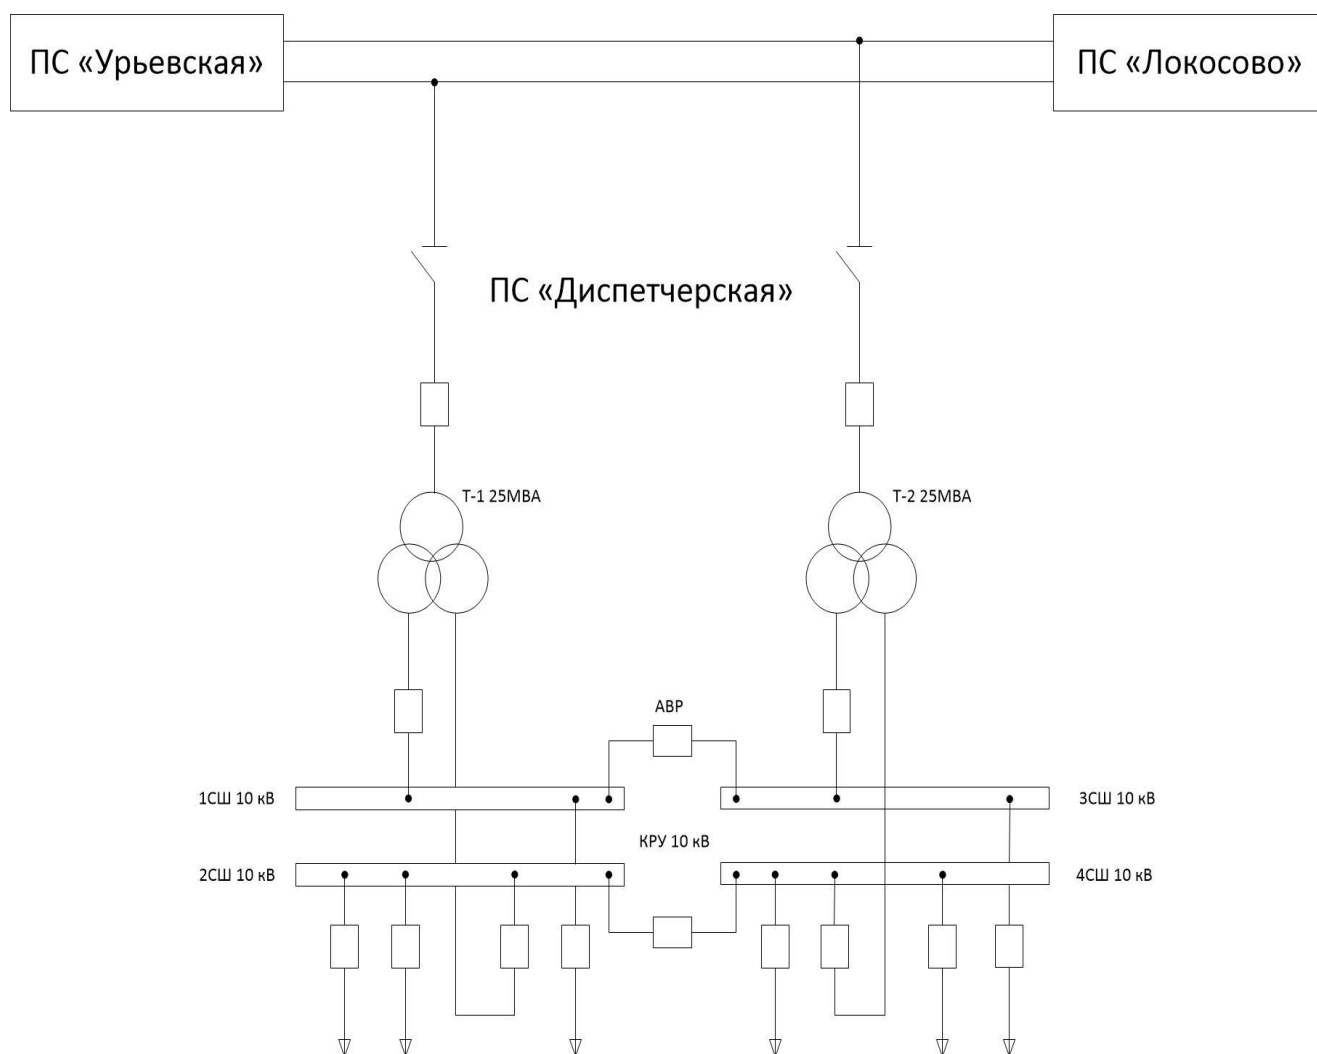 ПС «Урьевская»
ПС «Локосово»
ПС «Диспетчерская»
Т-1 25МВА
Т-2 25МВА
АВР
1СШ 10 кВ
3СШ 10 кВ
КРУ 10 кВ
2СШ 10 кВ
4СШ 10 кВ